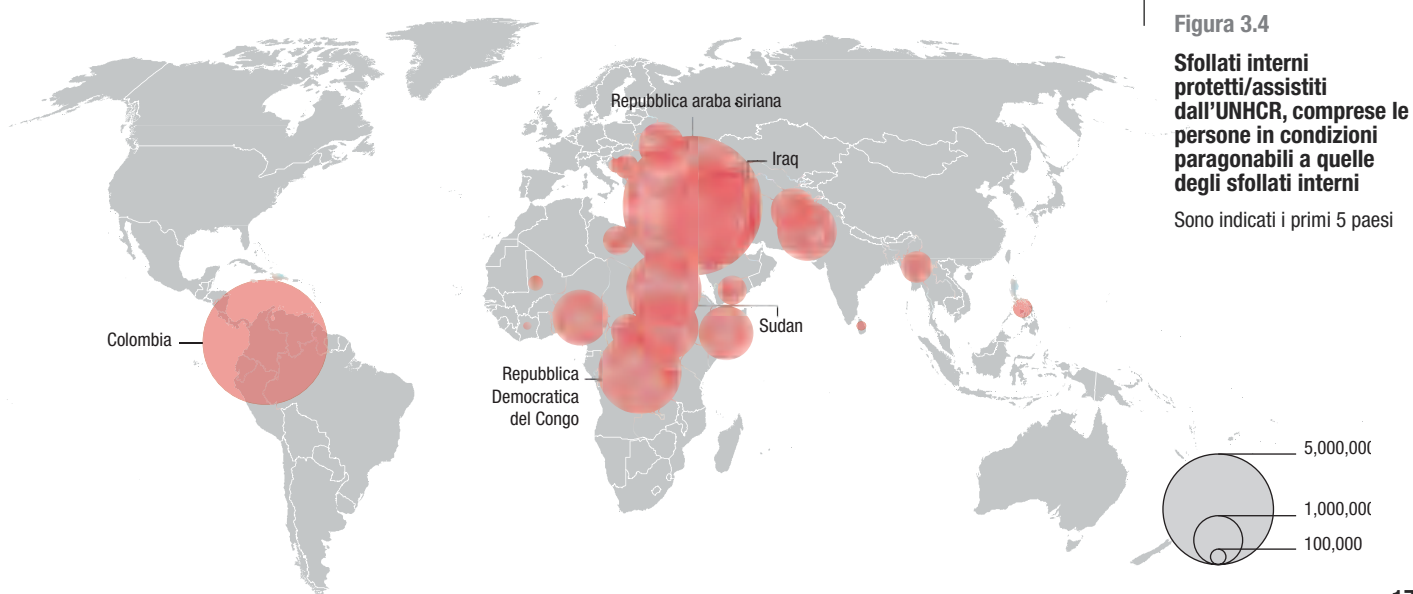 Figura 3.4
Sfollati interni
protetti/assistiti
dall'UNHCR, comprese le
persone in condizioni
paragonabili a quelle
degli sfollati interni
Sono indicati i primi 5 paesi
Repubblica araba siriana
Iraq
Colombia
Sudan
Repubblica
Democratica
del Congo
5,000,000
1,000,000
100,000
17